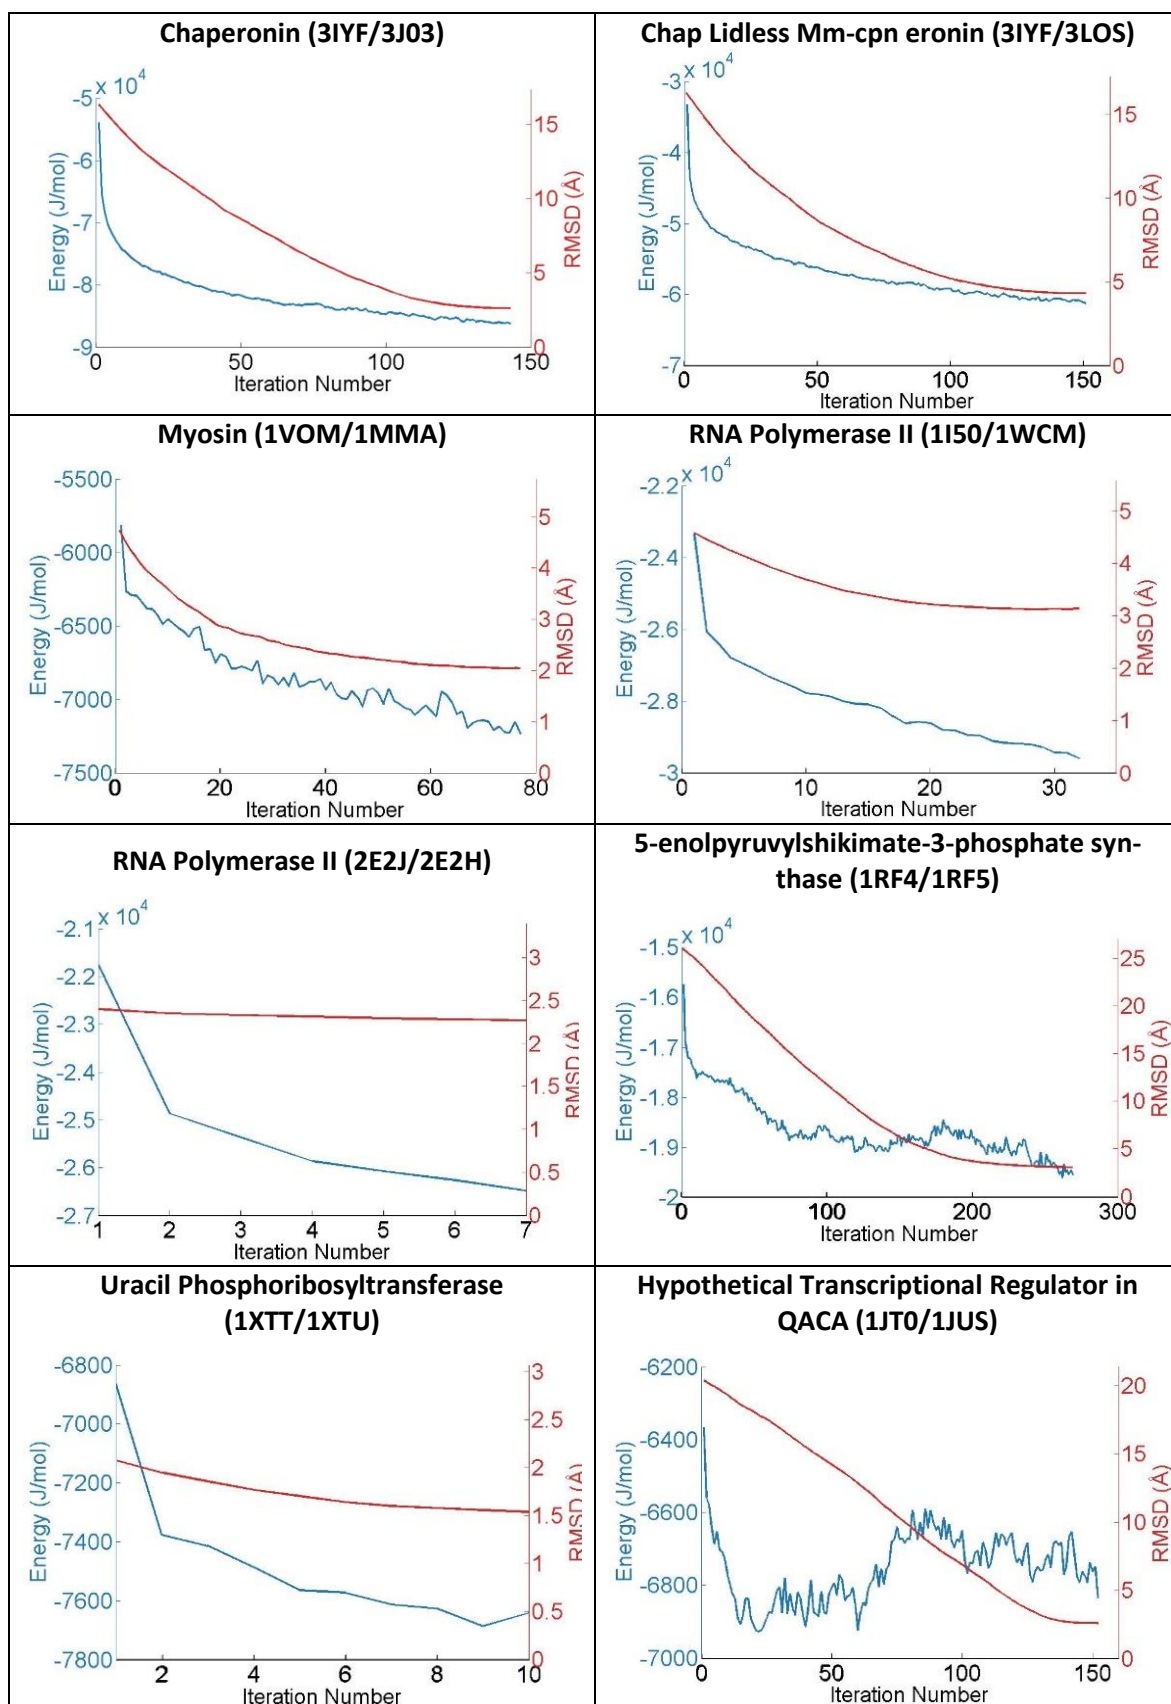 Chaperonin (3IYF/3J03)
x 10^4
-5
-6
-7
-8
-9
Energy (J/mol)
15
10
5
0
RMSD (Å)
0 50 100 150
Iteration Number
Chap Lidless Mm-cpn eronin (3IYF/3LOS)
x 10^4
-3
-4
-5
-6
-7
Energy (J/mol)
15
10
5
0
RMSD (Å)
0 50 100 150
Iteration Number
Myosin (1VOM/1MMA)
-5500
-6000
-6500
-7000
-7500
Energy (J/mol)
5
4
3
2
1
0
RMSD (Å)
0 20 40 60 80
Iteration Number
RNA Polymerase II (1I50/1WCM)
x 10^4
-2.2
-2.4
-2.6
-2.8
-3
Energy (J/mol)
5
4
3
2
1
0
RMSD (Å)
0 10 20 30
Iteration Number
RNA Polymerase II (2E2J/2E2H)
x 10^4
-2.1
-2.2
-2.3
-2.4
-2.5
-2.6
-2.7
Energy (J/mol)
3
2.5
2
1.5
1
0.5
0
RMSD (Å)
1 2 3 4 5 6 7
Iteration Number
5-enolpyruvylshikimate-3-phosphate syn-
thase (1RF4/1RF5)
x 10^4
-1.5
-1.6
-1.7
-1.8
-1.9
-2
Energy (J/mol)
25
20
15
10
5
0
RMSD (Å)
0 100 200 300
Iteration Number
Uracil Phosphoribosyltransferase
(1XTT/1XTU)
-6800
-7000
-7200
-7400
-7600
-7800
Energy (J/mol)
3
2.5
2
1.5
1
0.5
0
RMSD (Å)
2 4 6 8 10
Iteration Number
Hypothetical Transcriptional Regulator in
QACA (1JT0/1JUS)
-6200
-6400
-6600
-6800
-7000
Energy (J/mol)
20
15
10
5
0
RMSD (Å)
0 50 100 150
Iteration Number